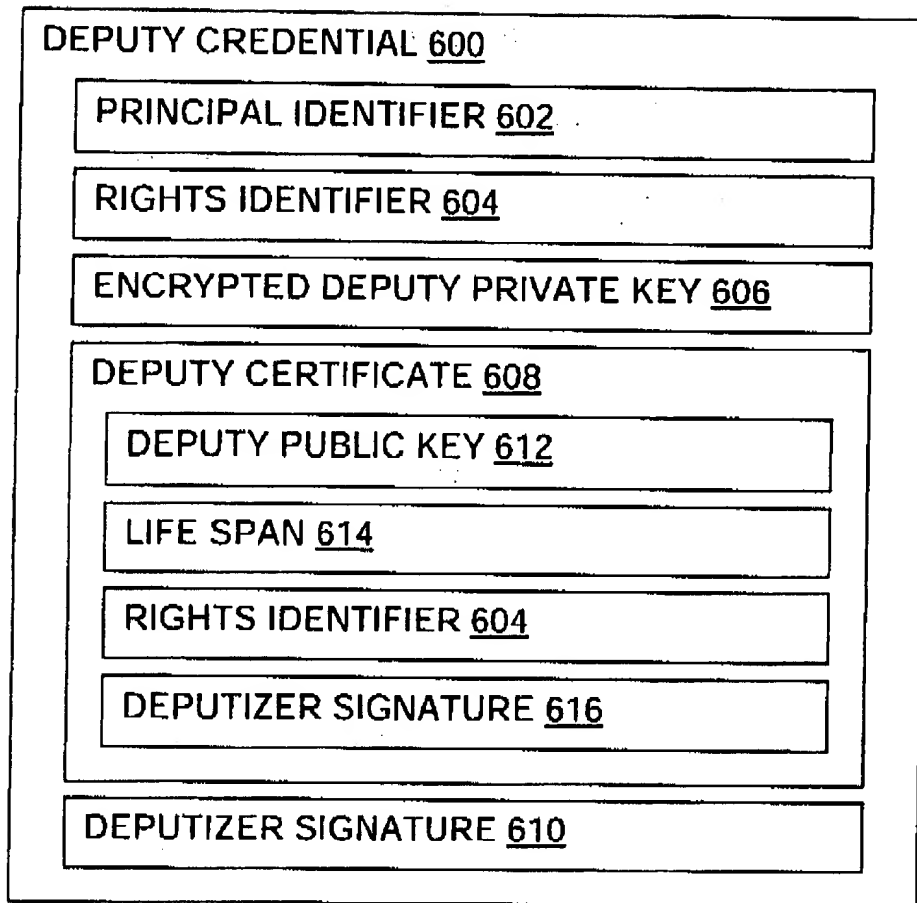 DEPUTY CREDENTIAL 600
PRINCIPAL IDENTIFIER 602
RIGHTS IDENTIFIER 604
ENCRYPTED DEPUTY PRIVATE KEY 606
DEPUTY CERTIFICATE 608
DEPUTY PUBLIC KEY 612
LIFE SPAN 614
RIGHTS IDENTIFIER 604
DEPUTIZER SIGNATURE 616
DEPUTIZER SIGNATURE 610